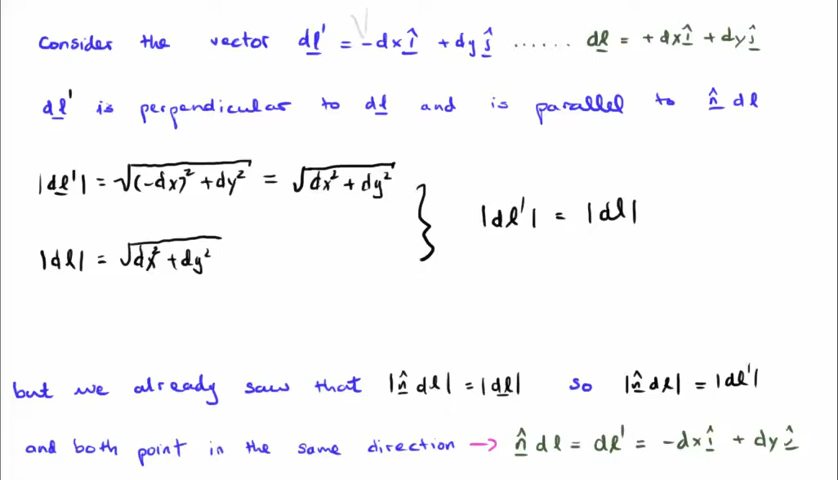 Consider the vector dl' = -dx î + dy ĵ ...... dl = +dx î + dy ĵ
dl' is perpendicular to dl and is parallel to n̂ dl
|dl'| = √((-dx)² + dy²) = √(dx² + dy²)
|dl'| = |dl|
|dl| = √(dx² + dy²)
but we already saw that |n̂ dl| = |dl| so |n̂ dl| = |dl'|
and both point in the same direction → n̂ dl = dl' = -dx î + dy ĵ